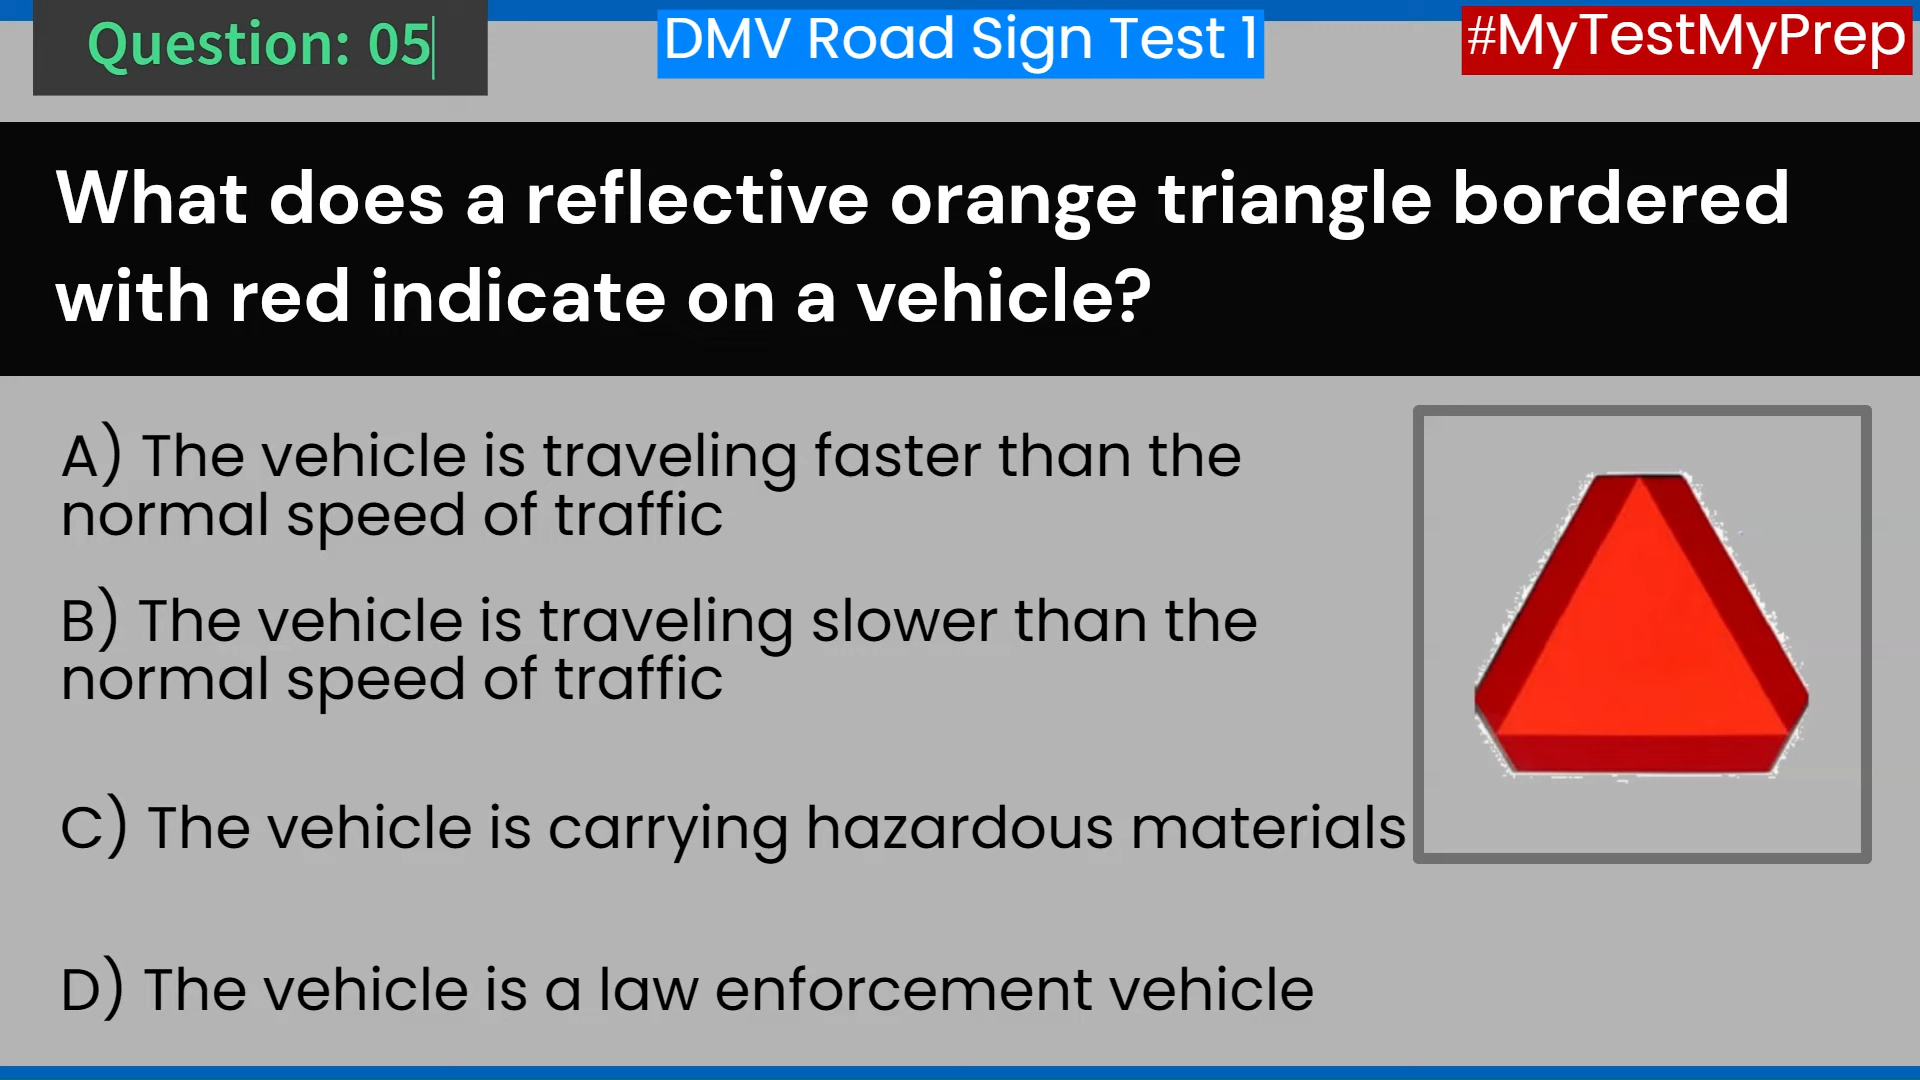 Question: 05
DMV Road Sign Test 1
#MyTestMyPrep
What does a reflective orange triangle bordered
with red indicate on a vehicle?
A) The vehicle is traveling faster than the
normal speed of traffic
B) The vehicle is traveling slower than the
normal speed of traffic
C) The vehicle is carrying hazardous materials
D) The vehicle is a law enforcement vehicle